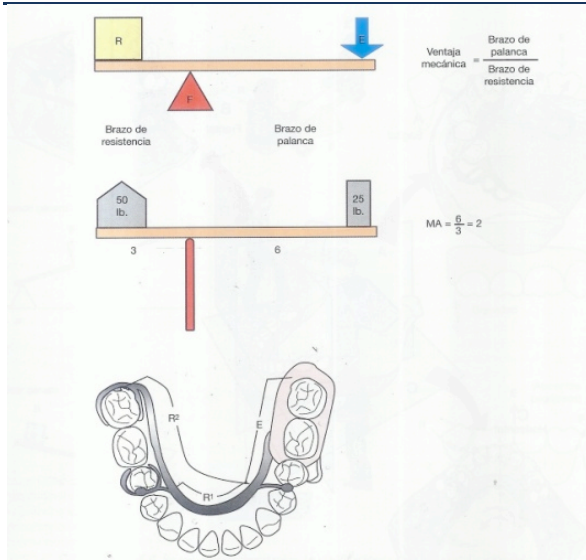 R
E
F
Ventaja
mecánica
=
Brazo de
palanca
Brazo de
resistencia
Brazo de
resistencia
Brazo de
palanca
50
lb.
25
lb.
3
6
MA = 6/3 = 2
R²
E
R¹